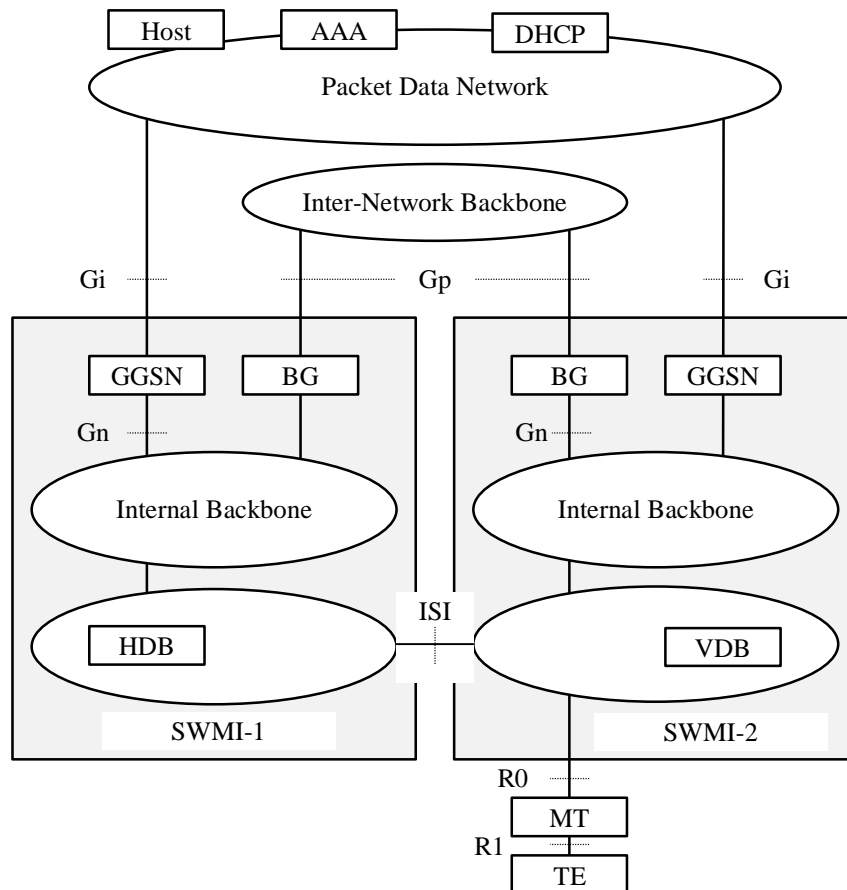 Host
AAA
DHCP
Packet Data Network
Inter-Network Backbone
Gi
Gp
Gi
GGSN
BG
BG
GGSN
Gn
Gn
Internal Backbone
Internal Backbone
ISI
HDB
VDB
SWMI-1
SWMI-2
R0
MT
R1
TE